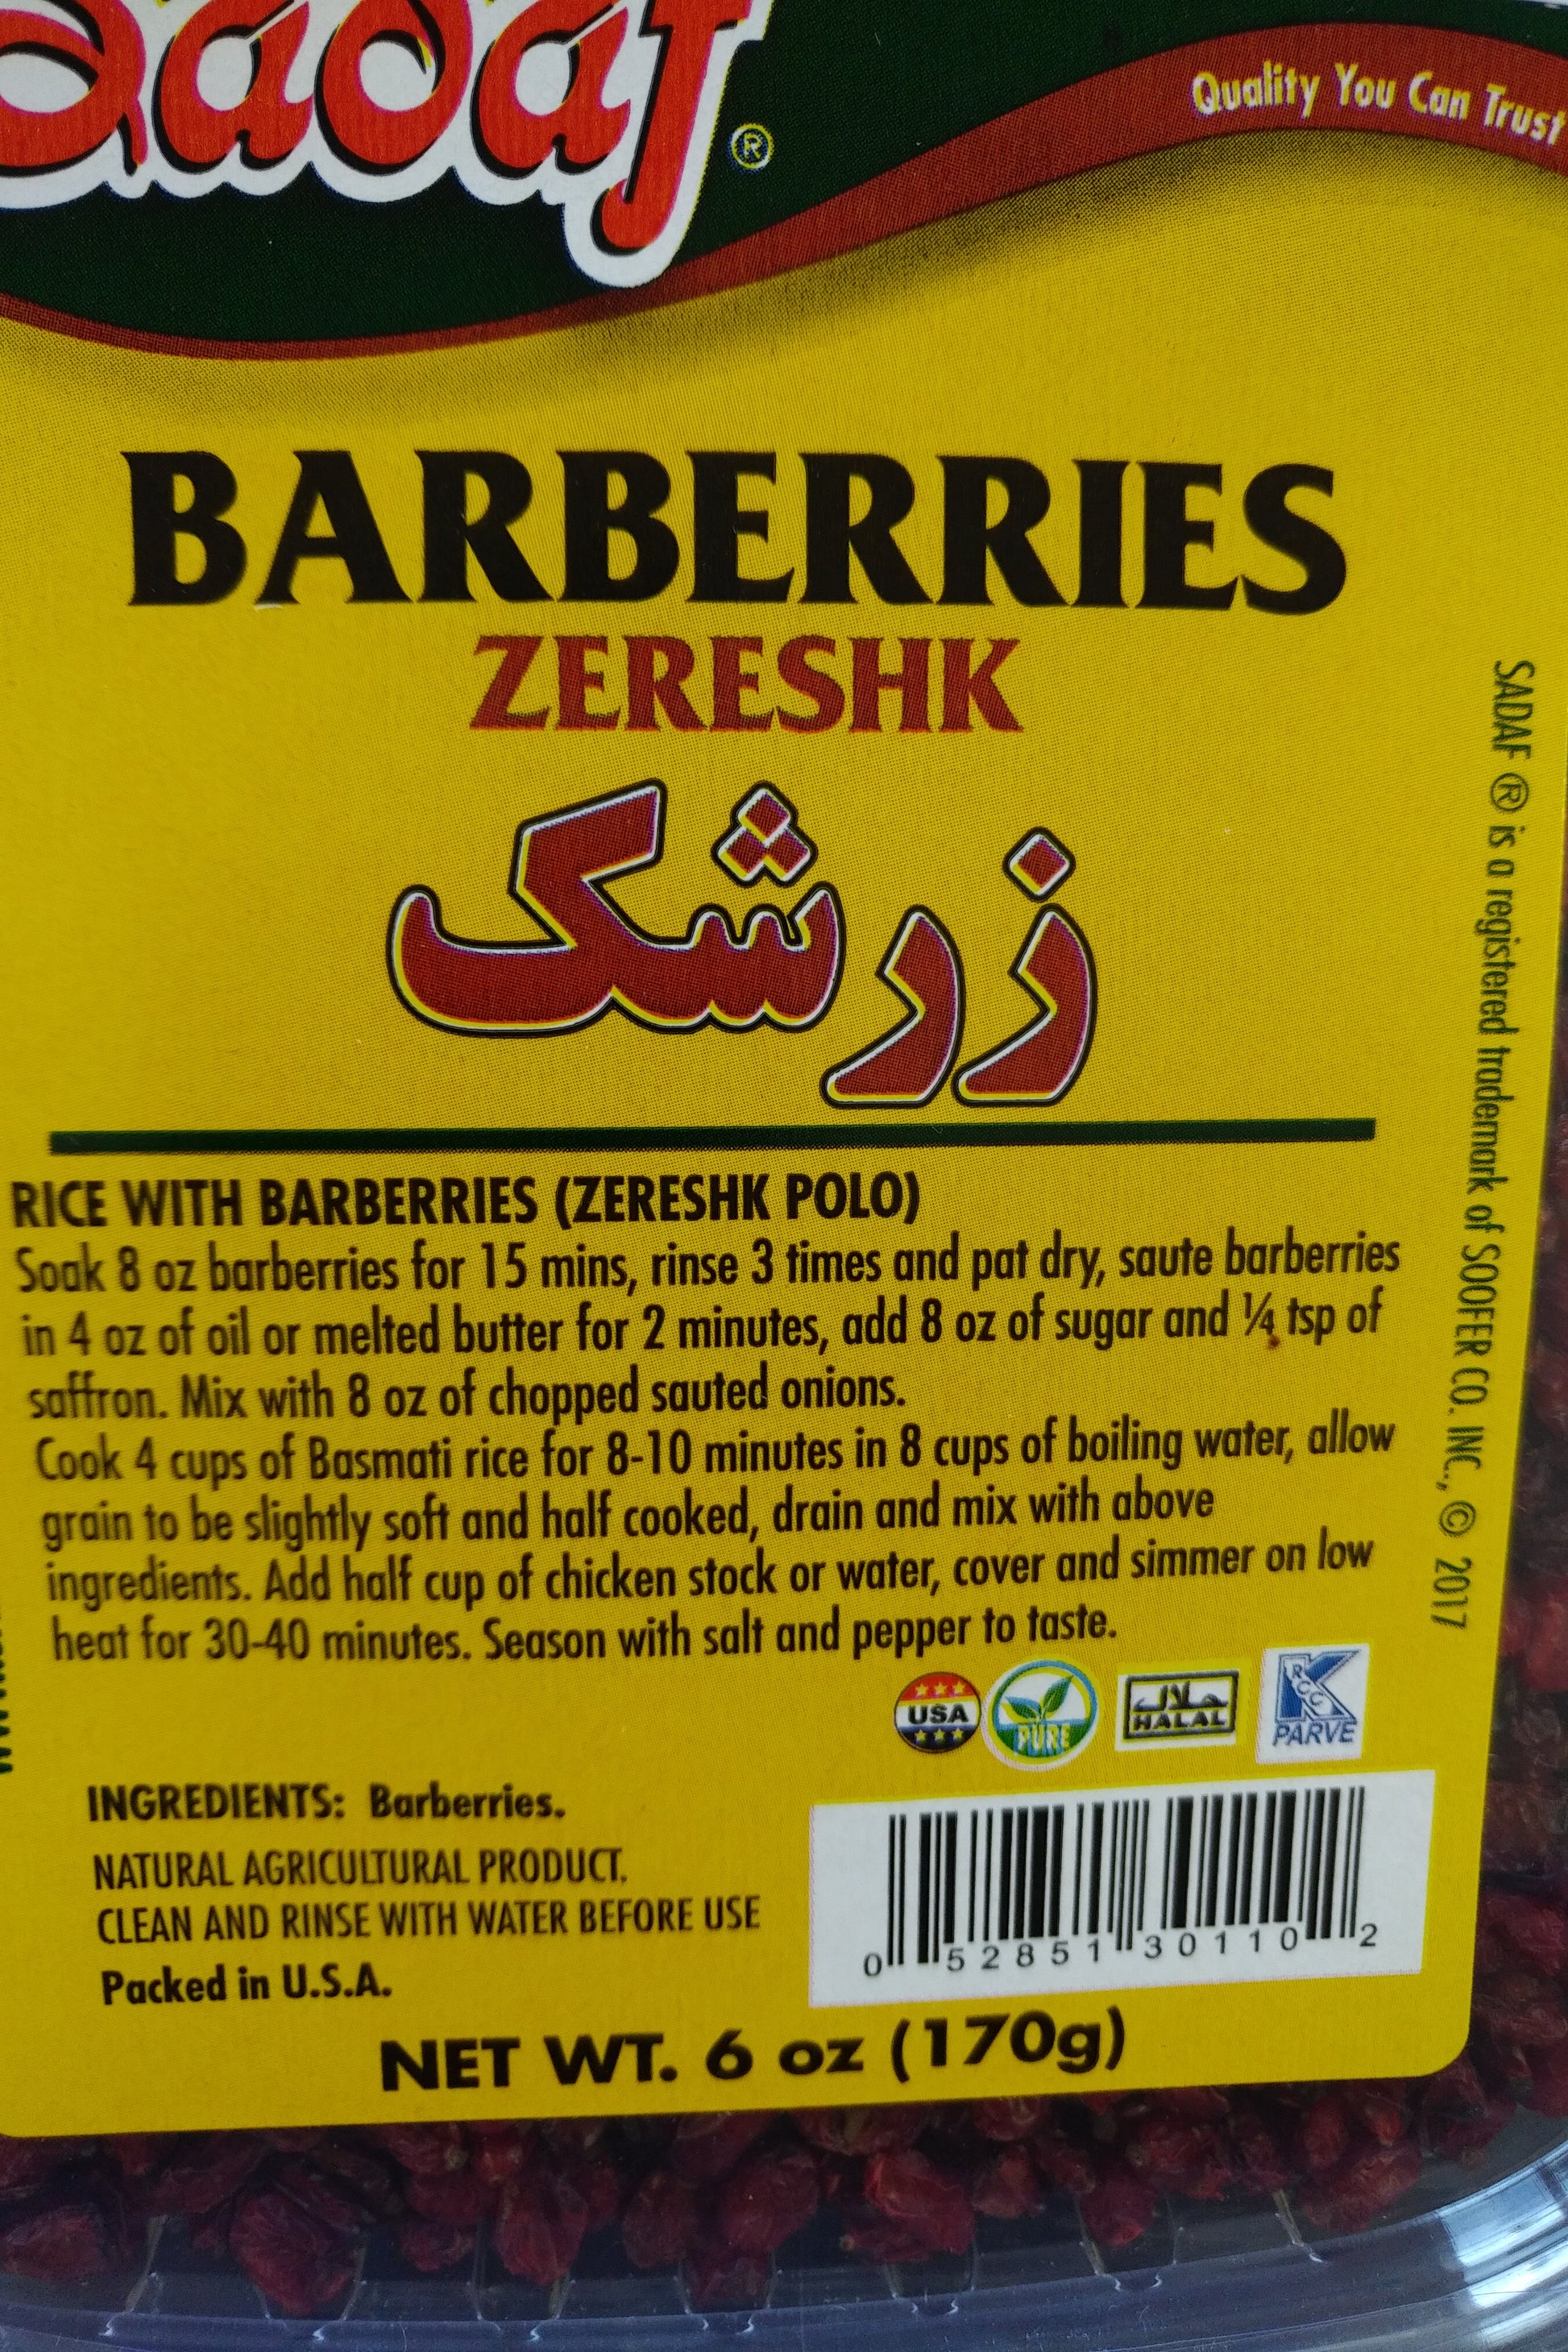 Sadaf ®
Quality You Can Trust
BARBERRIES
ZERESHK
زرشک
RICE WITH BARBERRIES (ZERESHK POLO)
Soak 8 oz barberries for 15 mins, rinse 3 times and pat dry, saute barberries
in 4 oz of oil or melted butter for 2 minutes, add 8 oz of sugar and ¼ tsp of
saffron. Mix with 8 oz of chopped sauted onions.
Cook 4 cups of Basmati rice for 8-10 minutes in 8 cups of boiling water, allow
grain to be slightly soft and half cooked, drain and mix with above
ingredients. Add half cup of chicken stock or water, cover and simmer on low
heat for 30-40 minutes. Season with salt and pepper to taste.
USA
PURE
حلال
HALAL
K
RCC
PARVE
INGREDIENTS: Barberries.
NATURAL AGRICULTURAL PRODUCT.
CLEAN AND RINSE WITH WATER BEFORE USE
Packed in U.S.A.
0 52851 30110 2
NET WT. 6 oz (170g)
SADAF ® is a registered trademark of SOOFER CO. INC., © 2017